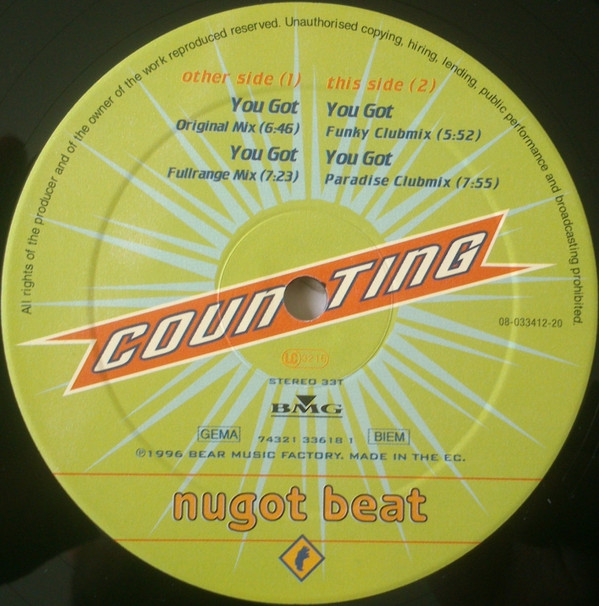 All rights of the producer and of the owner of the work reproduced reserved. Unauthorised copying, hiring, lending, public performance and broadcasting prohibited.
other side (1)
You Got
Original Mix (6:46)
You Got
Fullrange Mix (7:23)
this side (2)
You Got
Funky Clubmix (5:52)
You Got
Paradise Clubmix (7:55)
COUNTING
08-033412-20
LC
STEREO 33T
BMG
GEMA
74321 33618 1
BIEM
℗1996 BEAR MUSIC FACTORY. MADE IN THE EC.
nugot beat